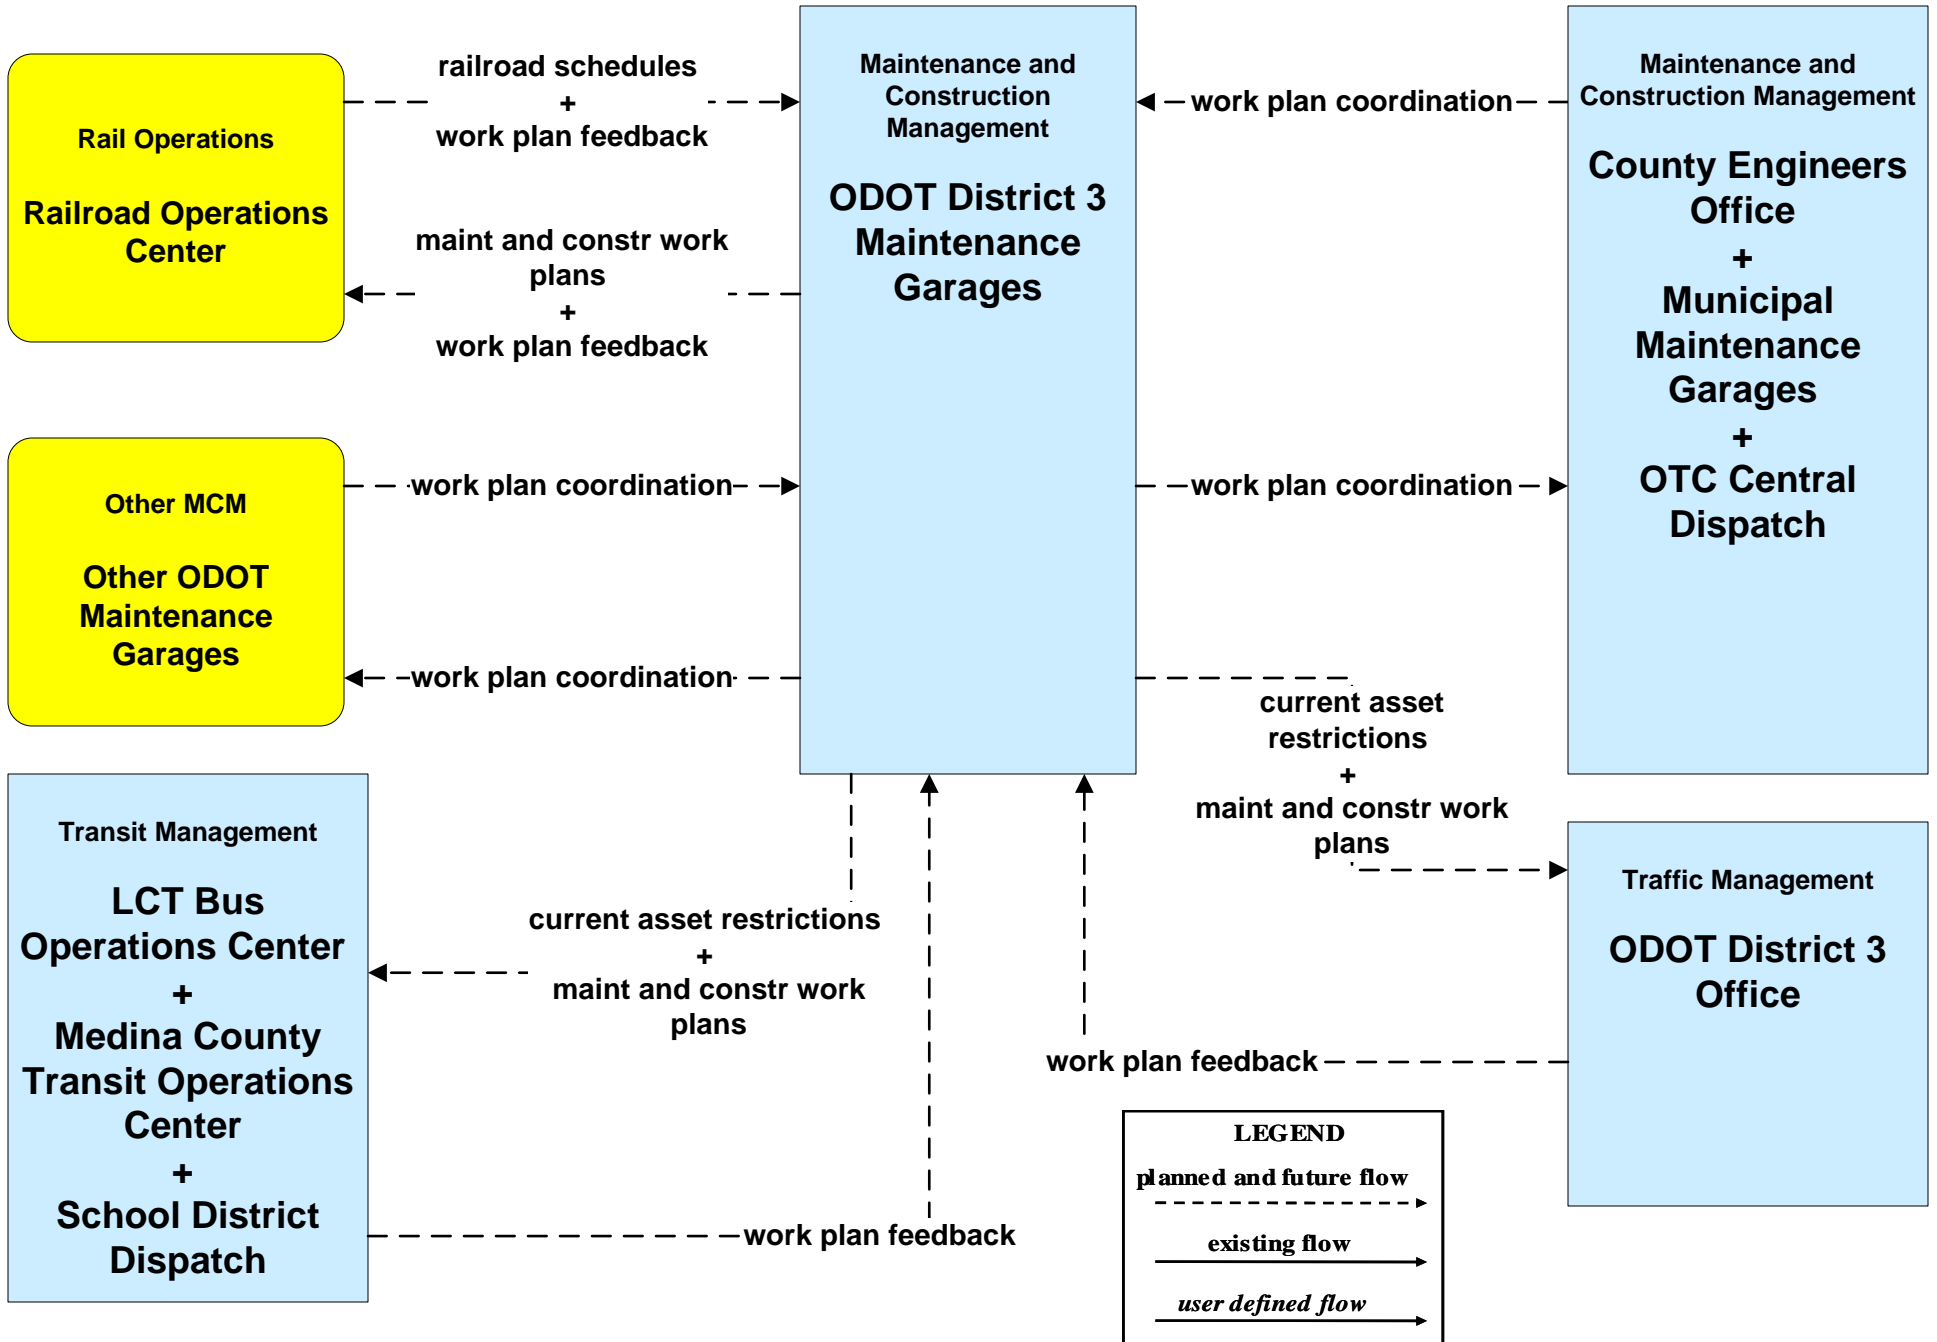 Rail Operations
Railroad Operations
Center
railroad schedules
+
work plan feedback
maint and constr work
plans
+
work plan feedback
Maintenance and
Construction
Management
ODOT District 3
Maintenance
Garages
work plan coordination
Maintenance and
Construction Management
County Engineers
Office
+
Municipal
Maintenance
Garages
+
OTC Central
Dispatch
Other MCM
Other ODOT
Maintenance
Garages
work plan coordination
work plan coordination
work plan coordination
current asset
restrictions
+
maint and constr work
plans
Transit Management
LCT Bus
Operations Center
+
Medina County
Transit Operations
Center
+
School District
Dispatch
current asset restrictions
+
maint and constr work
plans
work plan feedback
Traffic Management
ODOT District 3
Office
work plan feedback
LEGEND
planned and future flow
existing flow
user defined flow